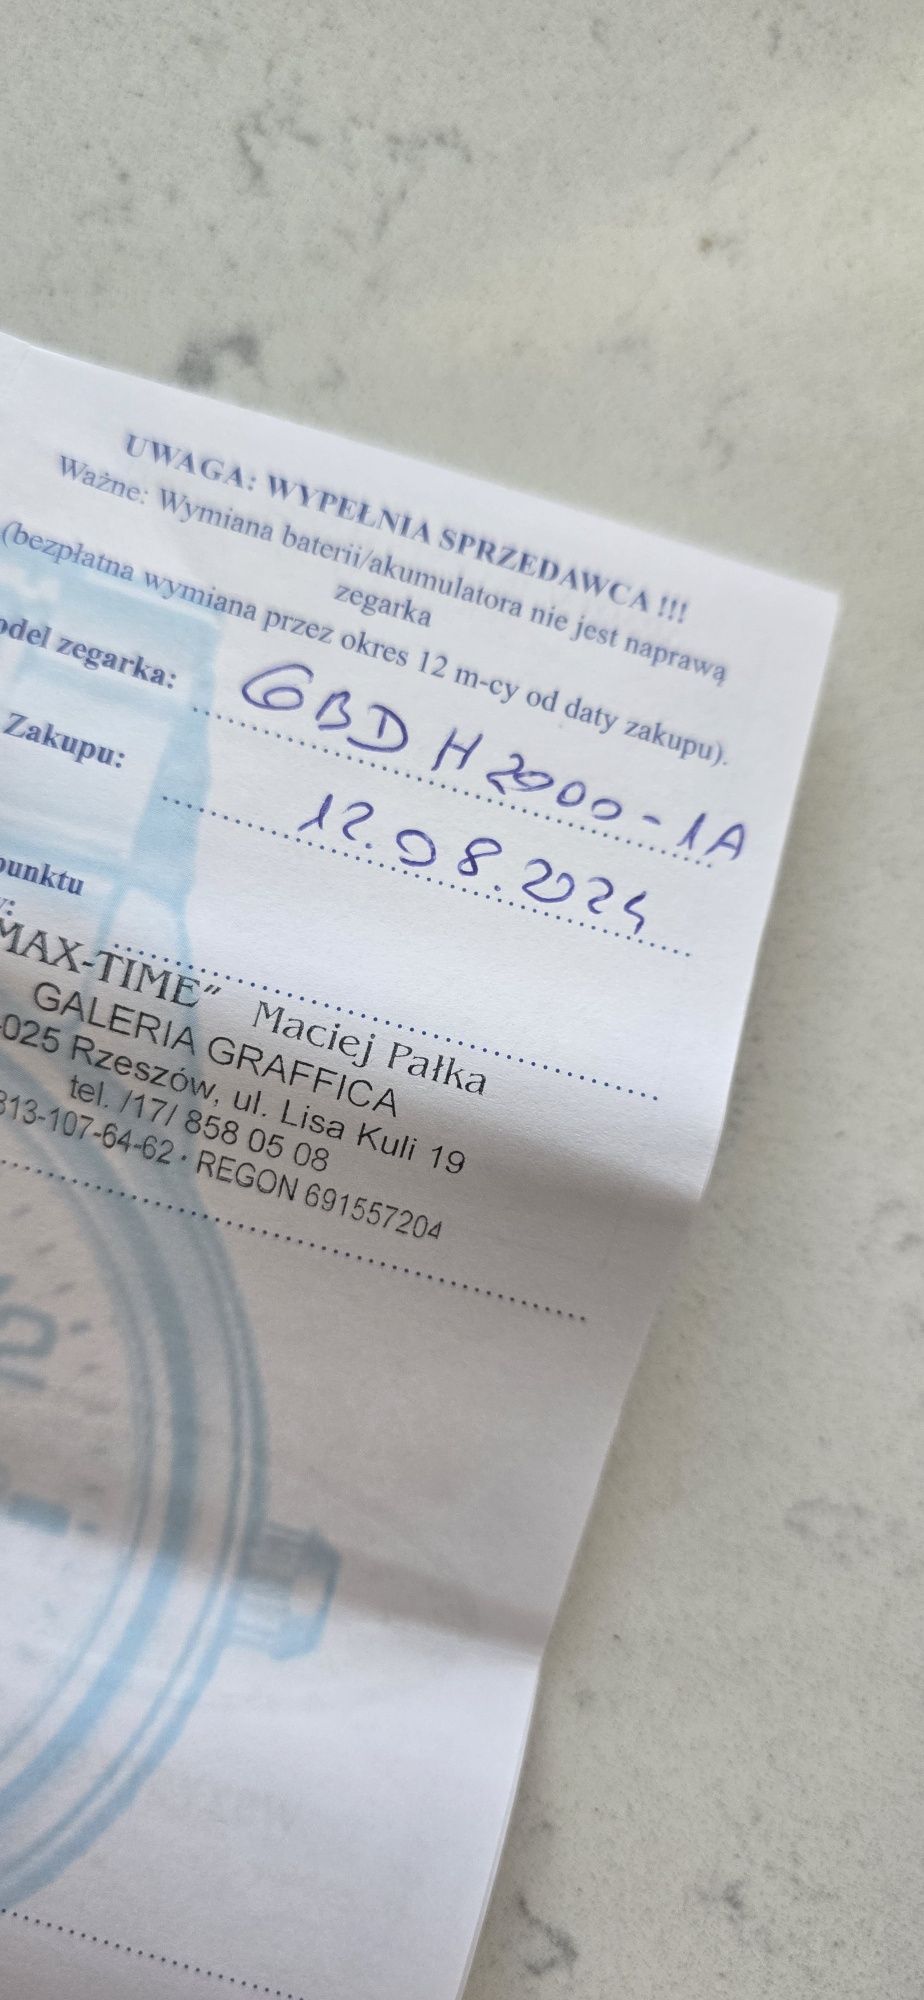 UWAGA: WYPEŁNIA SPRZEDAWCA !!!
Ważne: Wymiana baterii/akumulatora nie jest naprawą
zegarka
(bezpłatna wymiana przez okres 12 m-cy od daty zakupu).
odel zegarka: GBD H2000-1A
Zakupu: 12.08.2024
punktu
MAX-TIME” Maciej Pałka
GALERIA GRAFFICA
-025 Rzeszów, ul. Lisa Kuli 19
tel. /17/ 858 05 08
813-107-64-62 · REGON 691557204